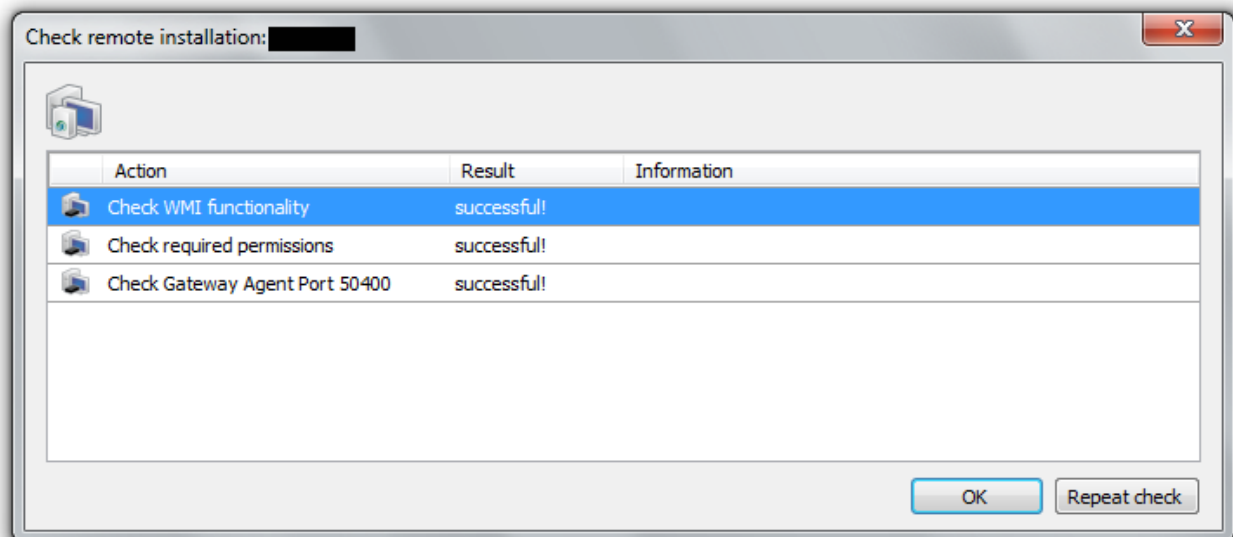 Check remote installation:
Action Result Information
Check WMI functionality successful!
Check required permissions successful!
Check Gateway Agent Port 50400 successful!
OK Repeat check